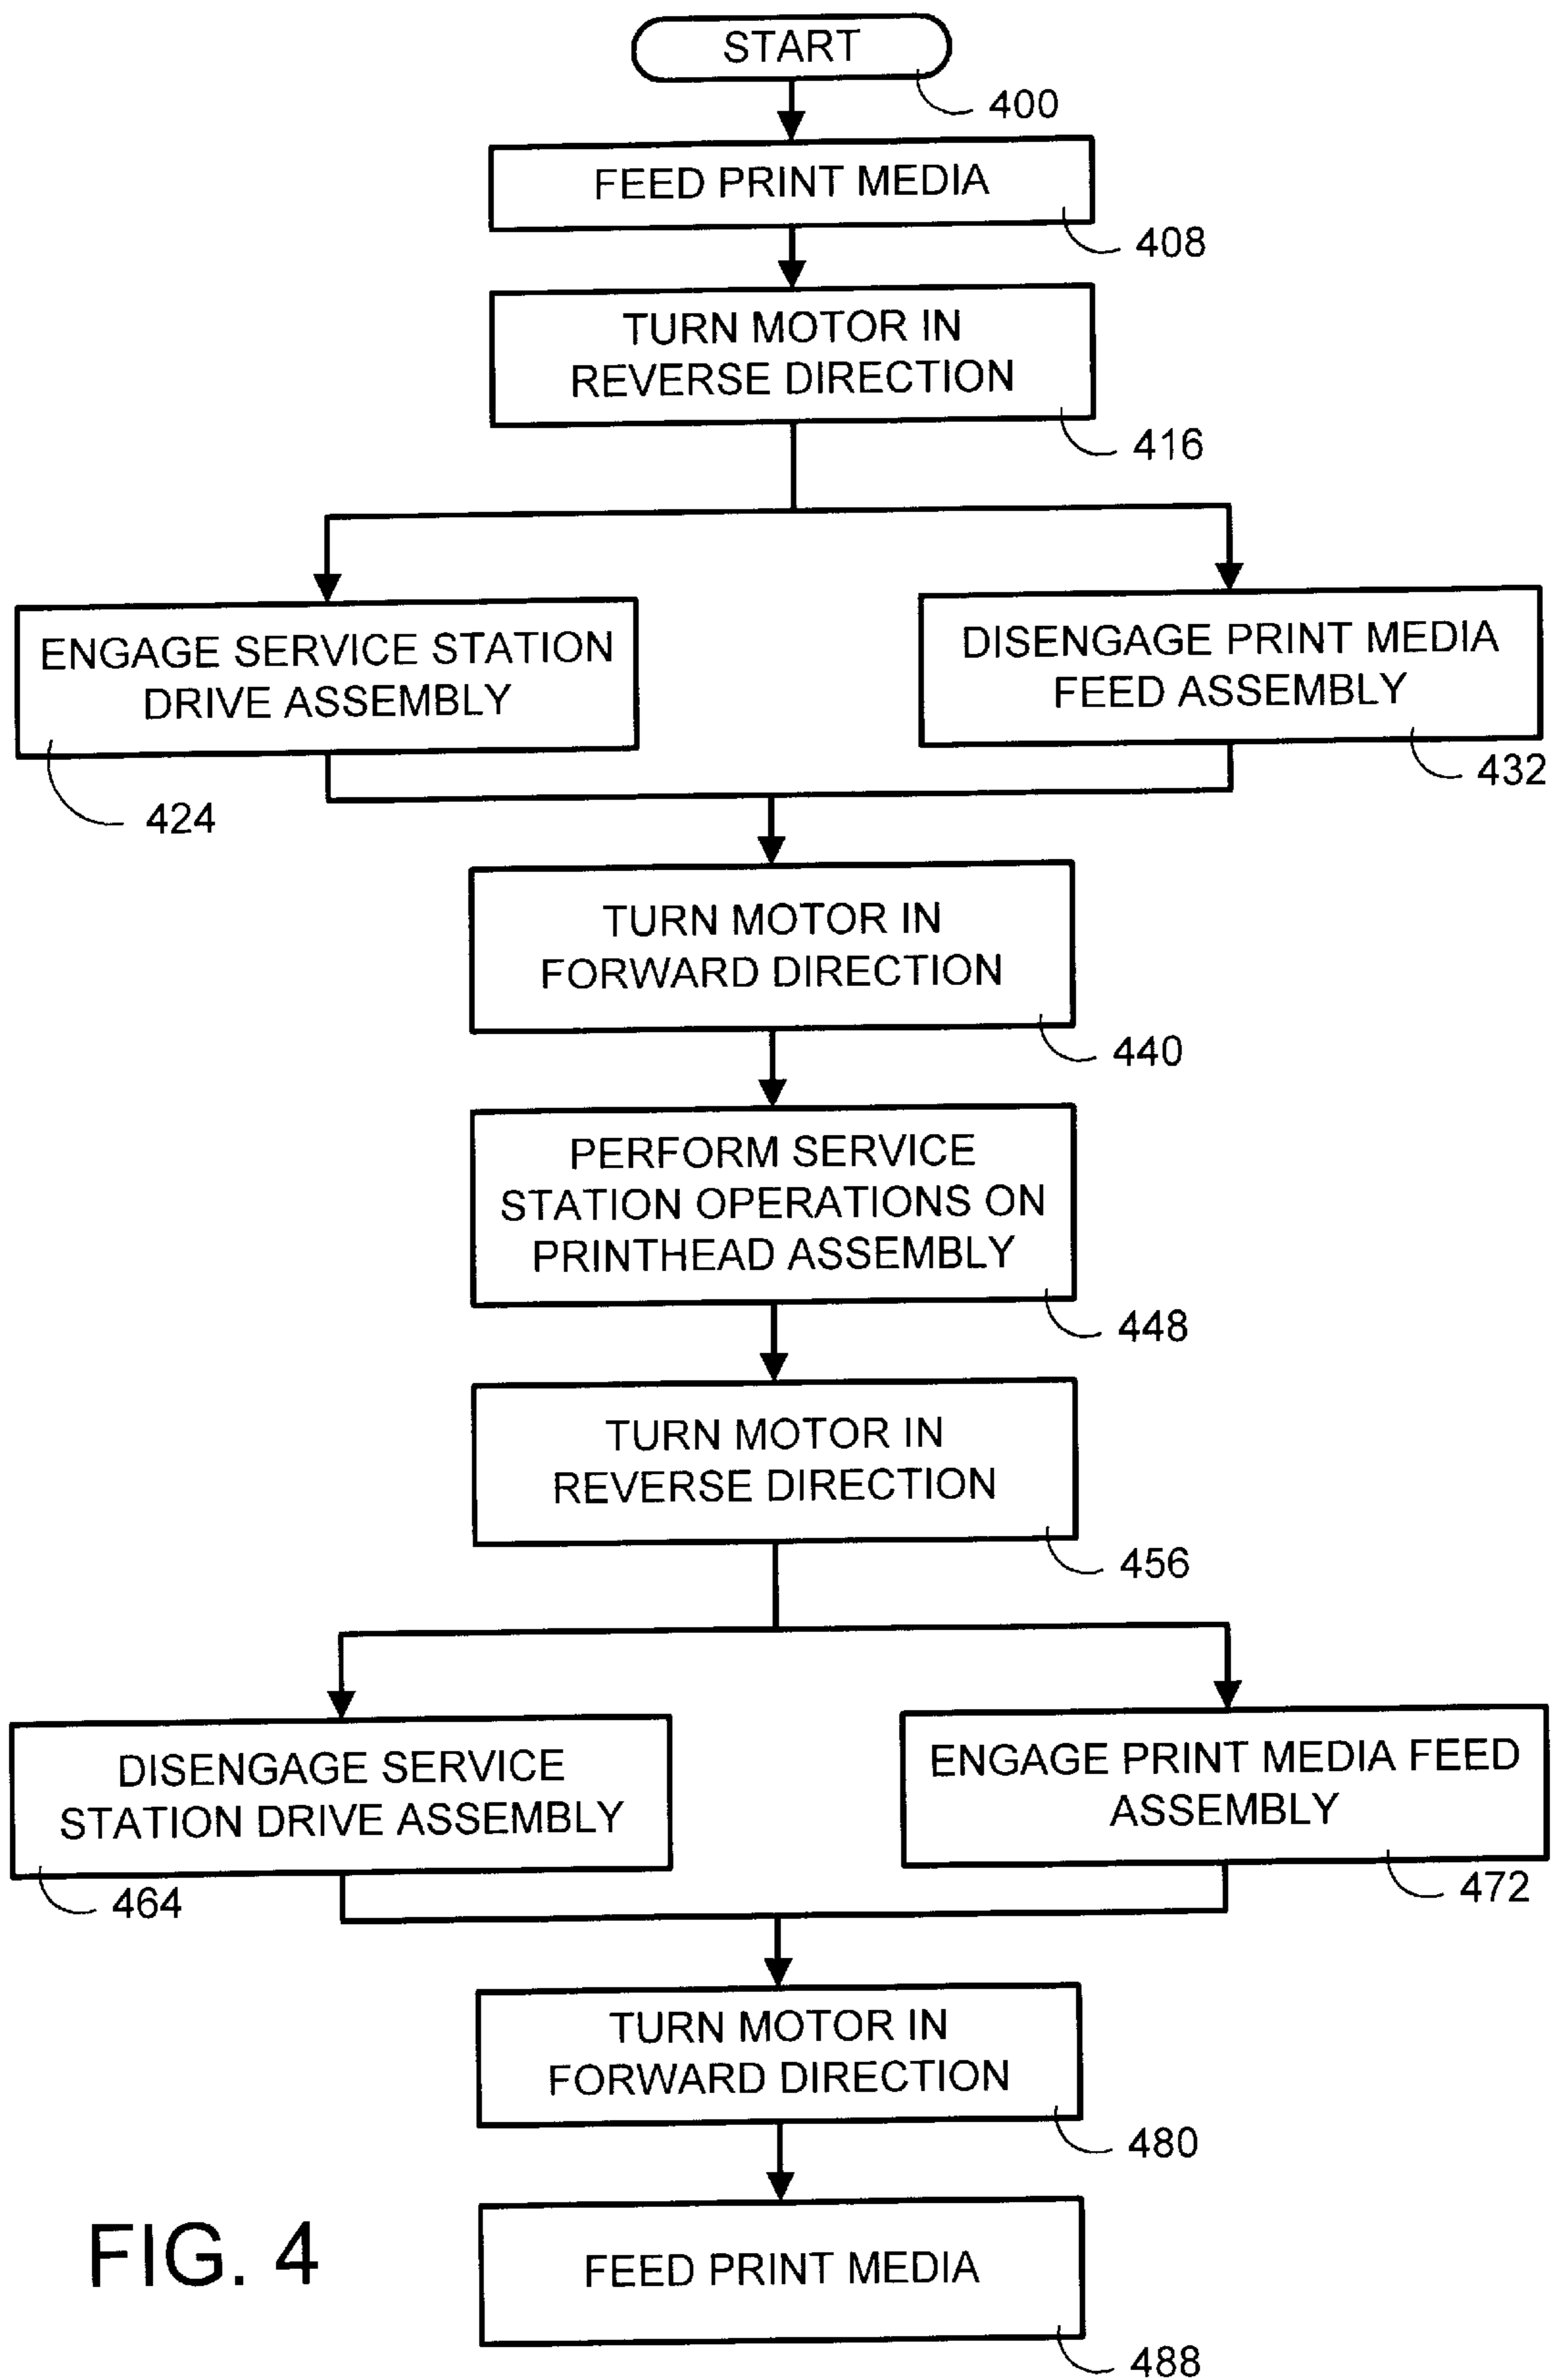 START
400
FEED PRINT MEDIA
408
TURN MOTOR IN
REVERSE DIRECTION
416
ENGAGE SERVICE STATION
DRIVE ASSEMBLY
424
DISENGAGE PRINT MEDIA
FEED ASSEMBLY
432
TURN MOTOR IN
FORWARD DIRECTION
440
PERFORM SERVICE
STATION OPERATIONS ON
PRINTHEAD ASSEMBLY
448
TURN MOTOR IN
REVERSE DIRECTION
456
DISENGAGE SERVICE
STATION DRIVE ASSEMBLY
464
ENGAGE PRINT MEDIA FEED
ASSEMBLY
472
TURN MOTOR IN
FORWARD DIRECTION
480
FEED PRINT MEDIA
488
FIG. 4